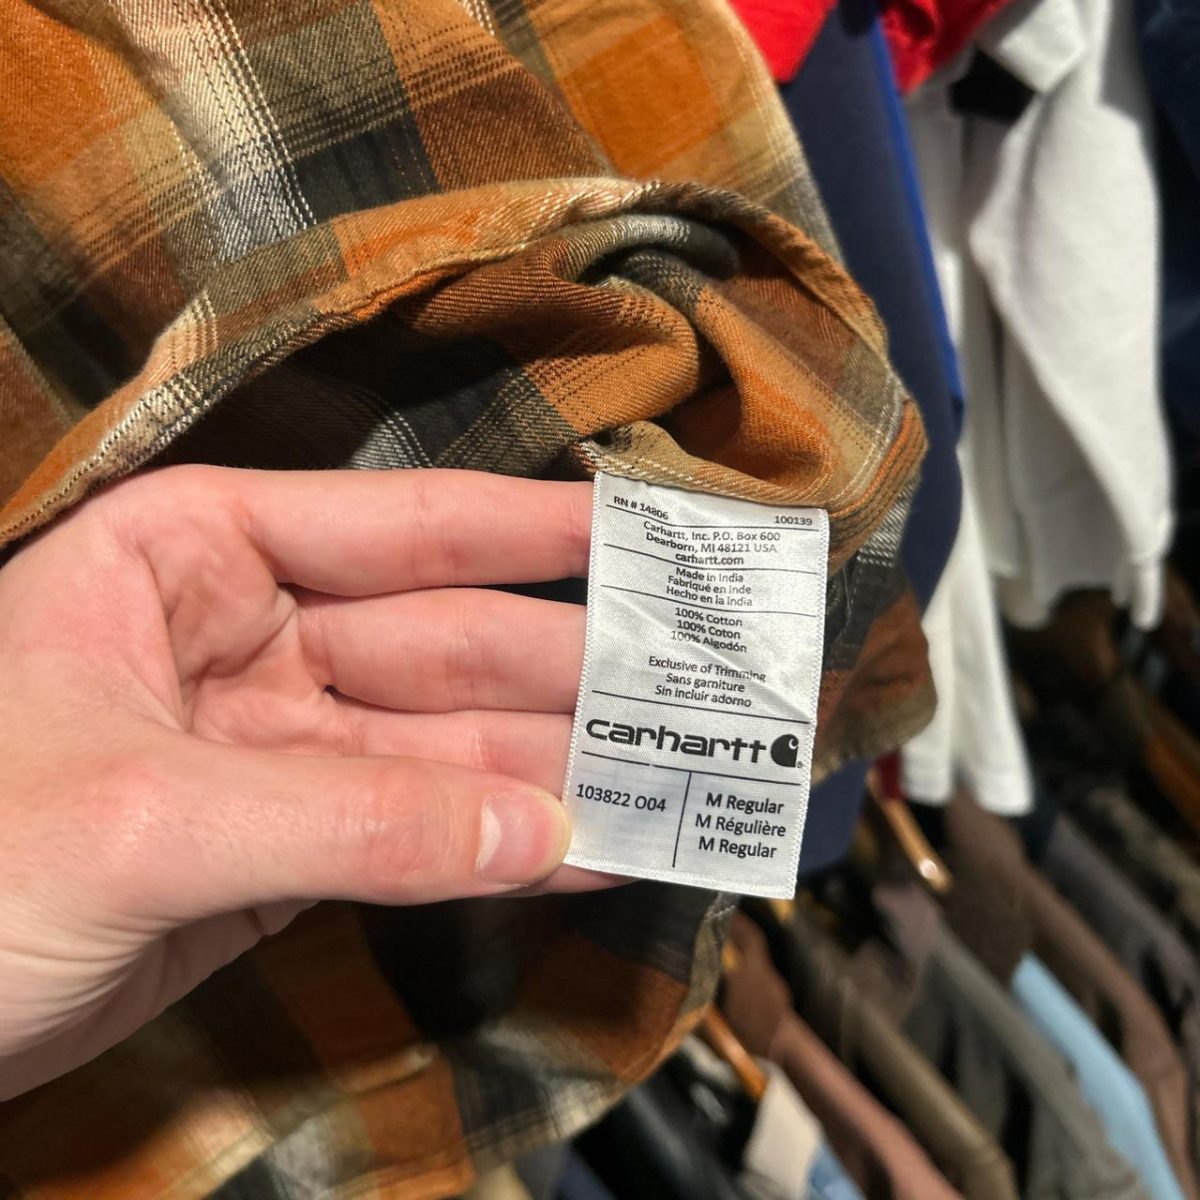 RN # 14806 100139
Carhartt, Inc. P.O. Box 600
Dearborn, MI 48121 USA
carhartt.com
Made in India
Fabriqué en Inde
Hecho en la India
100% Cotton
100% Coton
100% Algodón
Exclusive of Trimming
Sans garniture
Sin incluir adorno
carhartt
103822 O04
M Regular
M Régulière
M Regular